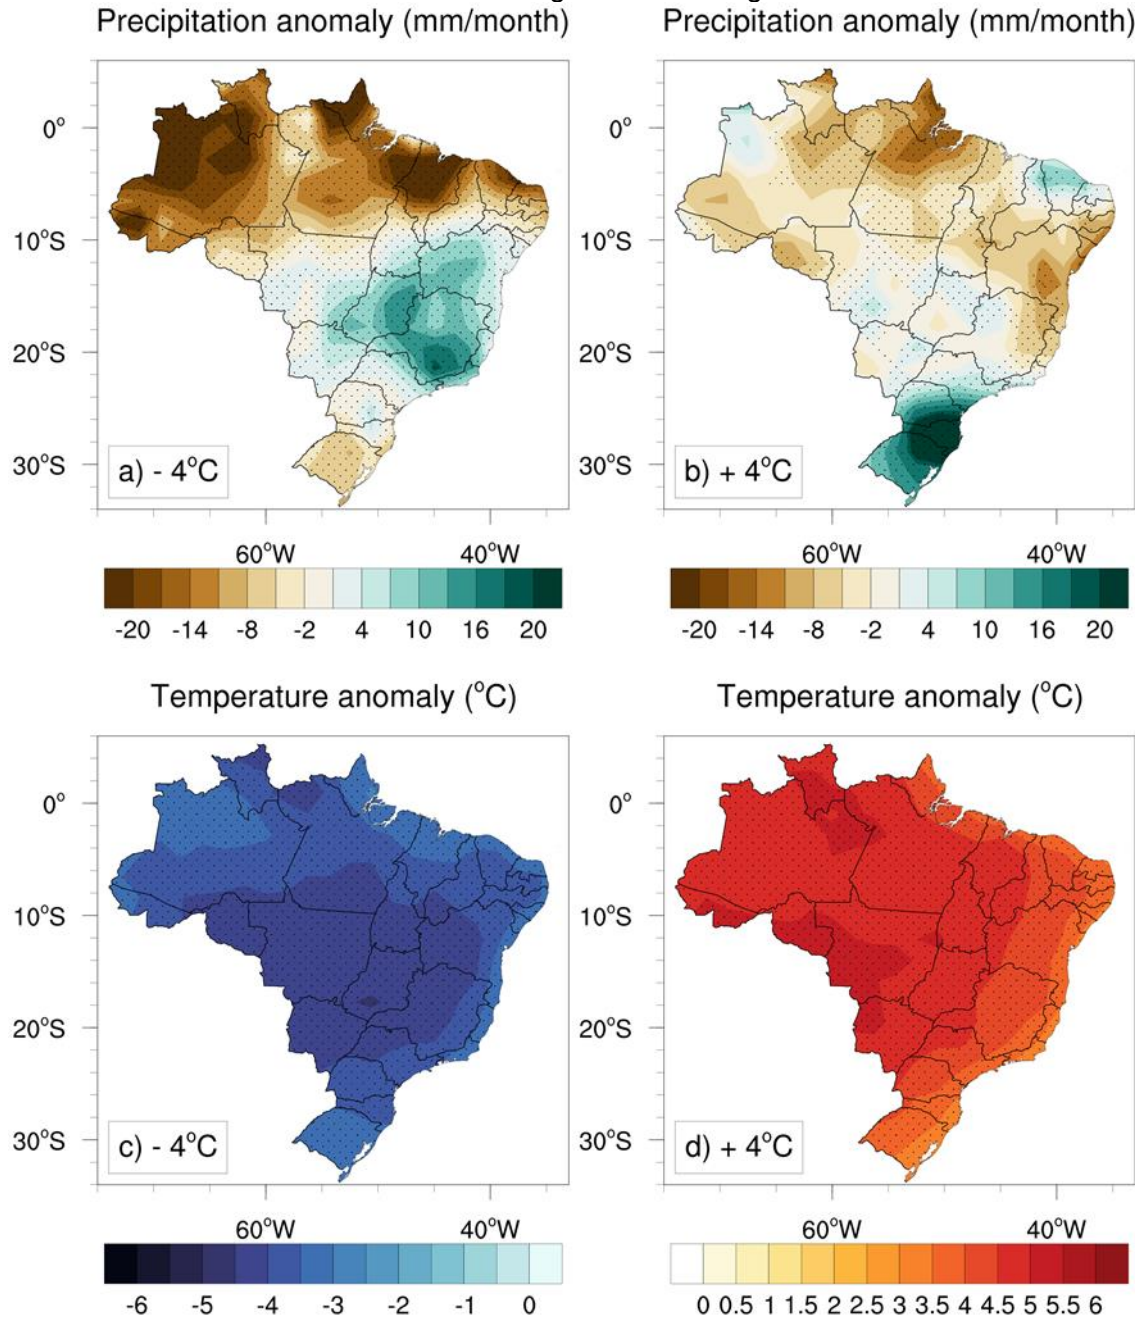 Precipitation anomaly (mm/month)
Precipitation anomaly (mm/month)
0°
10°S
20°S
30°S
a) - 4°C
60°W
40°W
-20 -14 -8 -2 4 10 16 20
0°
10°S
20°S
30°S
b) + 4°C
60°W
40°W
-20 -14 -8 -2 4 10 16 20
Temperature anomaly (°C)
Temperature anomaly (°C)
0°
10°S
20°S
30°S
c) - 4°C
60°W
40°W
-6 -5 -4 -3 -2 -1 0
0°
10°S
20°S
30°S
d) + 4°C
60°W
40°W
0 0.5 1 1.5 2 2.5 3 3.5 4 4.5 5 5.5 6